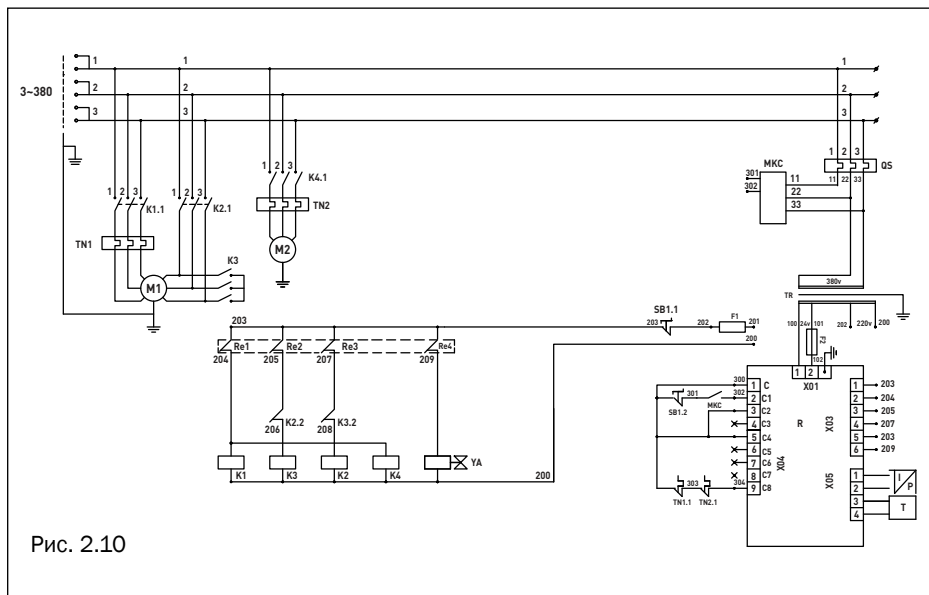 1 1
2 2
3~380
3 3 3
1 2 3
QS
МКС
301
302
11
22
33
11 22 33
1 2 3
K4.1
TN2
M2
1 2 3
K1.1
K2.1
TN1
K3
M1
380v
TR
100 24v 101 202 220v 200
F2
102
203
SB1.1
203 202 F1 201
200
Re1 Re2 Re3 Re4
204 205 207 209
K2.2 K3.2
206 208
K1 K3 K2 K4
YA
200
1 2
X01
300
1 C
301 302
2 C1
SB1.2 МКС
3 C2
4 C3
5 C4
6 C5
7 C6
8 C7
303 304
9 C8
TN1.1 TN2.1
X04
R
X03
1 203
2 204
3 205
4 207
5 203
6 209
X05
1
2
3
4
I/P
T
Рис. 2.10